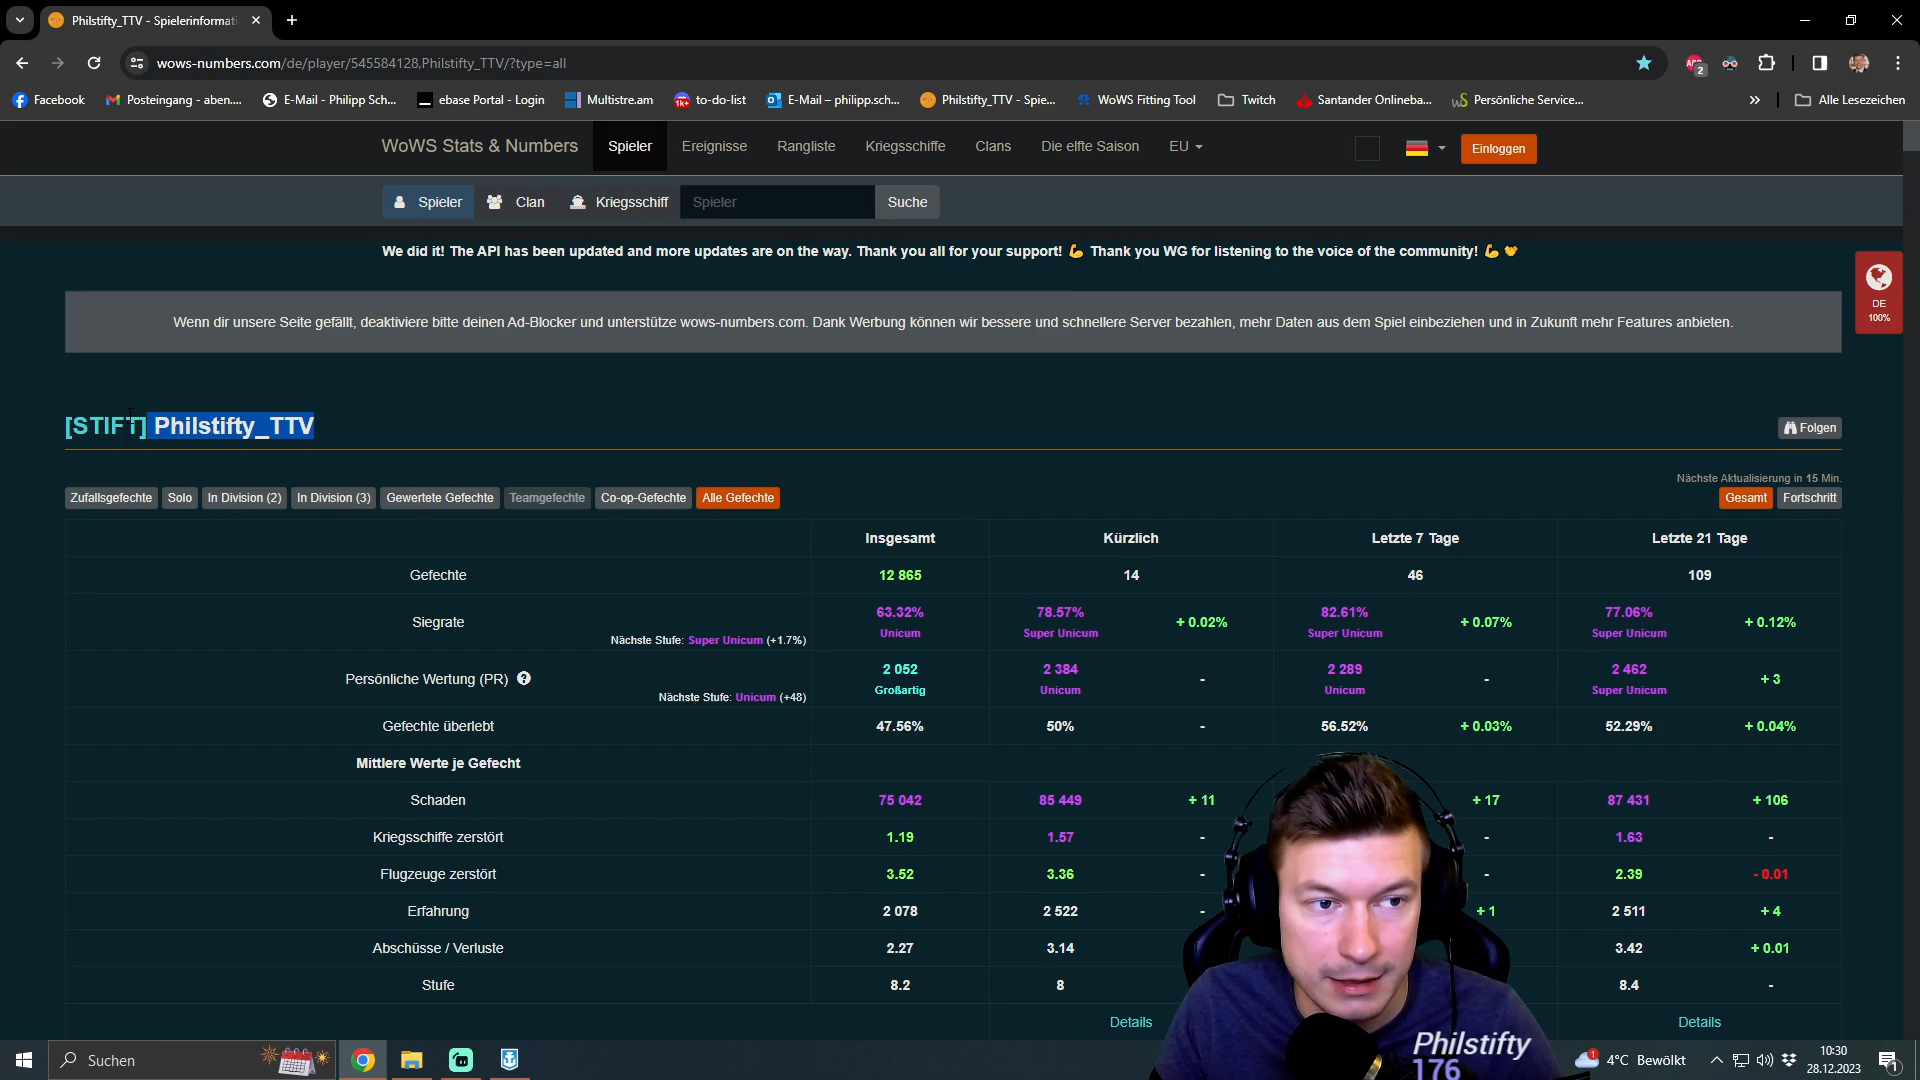 Philstifty_TTV - Spielerinformati
wows-numbers.com/de/player/545584128,Philstifty_TTV/?type=all
ABP 2
Facebook Posteingang - aben.... E-Mail - Philipp Sch... ebase Portal - Login Multistre.am 1k+ to-do-list E-Mail – philipp.sch... Philstifty_TTV - Spie... WoWS Fitting Tool Twitch Santander Onlineba... Persönliche Service... » Alle Lesezeichen
WoWS Stats & Numbers Spieler Ereignisse Rangliste Kriegsschiffe Clans Die elfte Saison EU Einloggen
Spieler Clan Kriegsschiff Spieler Suche
We did it! The API has been updated and more updates are on the way. Thank you all for your support! 💪 Thank you WG for listening to the voice of the community! 💪
DE
100%
Wenn dir unsere Seite gefällt, deaktiviere bitte deinen Ad-Blocker und unterstütze wows-numbers.com. Dank Werbung können wir bessere und schnellere Server bezahlen, mehr Daten aus dem Spiel einbeziehen und in Zukunft mehr Features anbieten.
[STIFT] Philstifty_TTV Folgen
Nächste Aktualisierung in 15 Min.
Zufallsgefechte Solo In Division (2) In Division (3) Gewertete Gefechte Teamgefechte Co-op-Gefechte Alle Gefechte Gesamt Fortschritt
Insgesamt Kürzlich Letzte 7 Tage Letzte 21 Tage
Gefechte 12 865 14 46 109
Siegrate 63.32% 78.57% + 0.02% 82.61% + 0.07% 77.06% + 0.12%
Nächste Stufe: Super Unicum (+1.7%) Unicum Super Unicum Super Unicum Super Unicum
Persönliche Wertung (PR) ? 2 052 2 384 - 2 289 - 2 462 + 3
Nächste Stufe: Unicum (+48) Großartig Unicum Unicum Super Unicum
Gefechte überlebt 47.56% 50% - 56.52% + 0.03% 52.29% + 0.04%
Mittlere Werte je Gefecht
Schaden 75 042 85 449 + 11 + 17 87 431 + 106
Kriegsschiffe zerstört 1.19 1.57 - - 1.63 -
Flugzeuge zerstört 3.52 3.36 - - 2.39 - 0.01
Erfahrung 2 078 2 522 - + 1 2 511 + 4
Abschüsse / Verluste 2.27 3.14 3.42 + 0.01
Stufe 8.2 8 8.4 -
Details Details
Philstifty
176
Suchen 1 4°C Bewölkt 10:30
28.12.2023 1